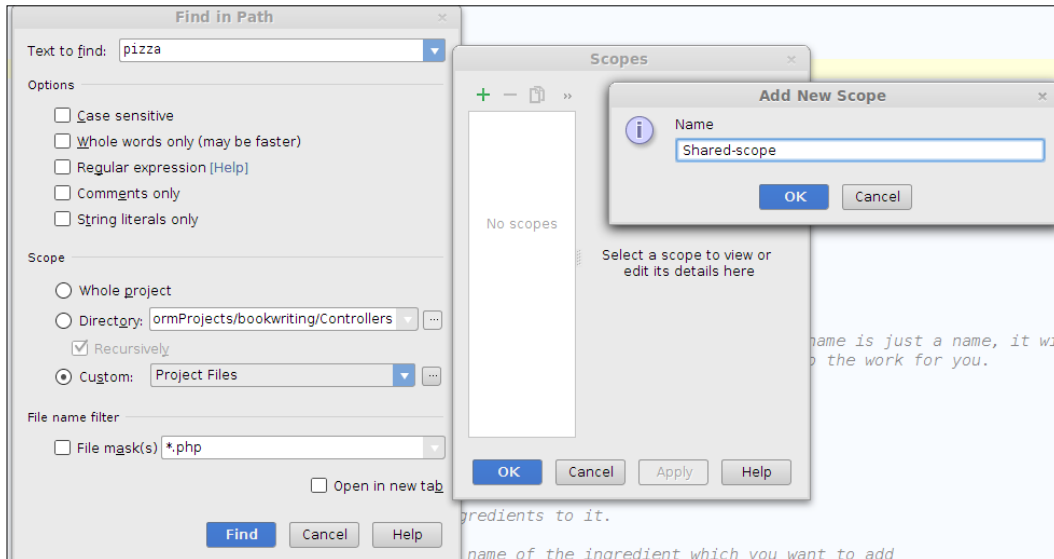 Find in Path
Text to find: pizza
Options
Case sensitive
Whole words only (may be faster)
Regular expression [Help]
Comments only
String literals only
Scope
Whole project
Directory: ormProjects/bookwriting/Controllers ...
Recursively
Custom: Project Files ...
File name filter
File mask(s) *.php
Open in new tab
Find Cancel Help
Scopes
No scopes
Select a scope to view or
edit its details here
OK Cancel Apply Help
Add New Scope
Name
Shared-scope
OK Cancel
name is just a name, it wi
the work for you.
gredients to it.
name of the ingredient which you want to add